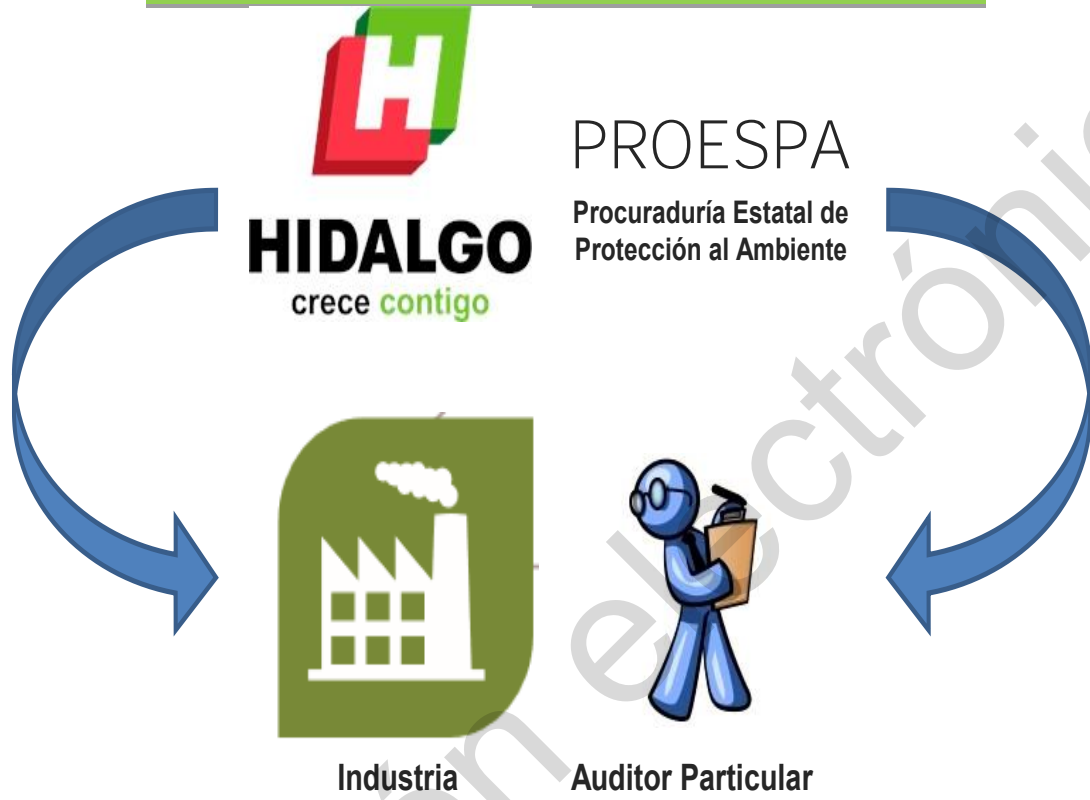 H
HIDALGO
crece contigo
PROESPA
Procuraduría Estatal de
Protección al Ambiente
Industria
Auditor Particular